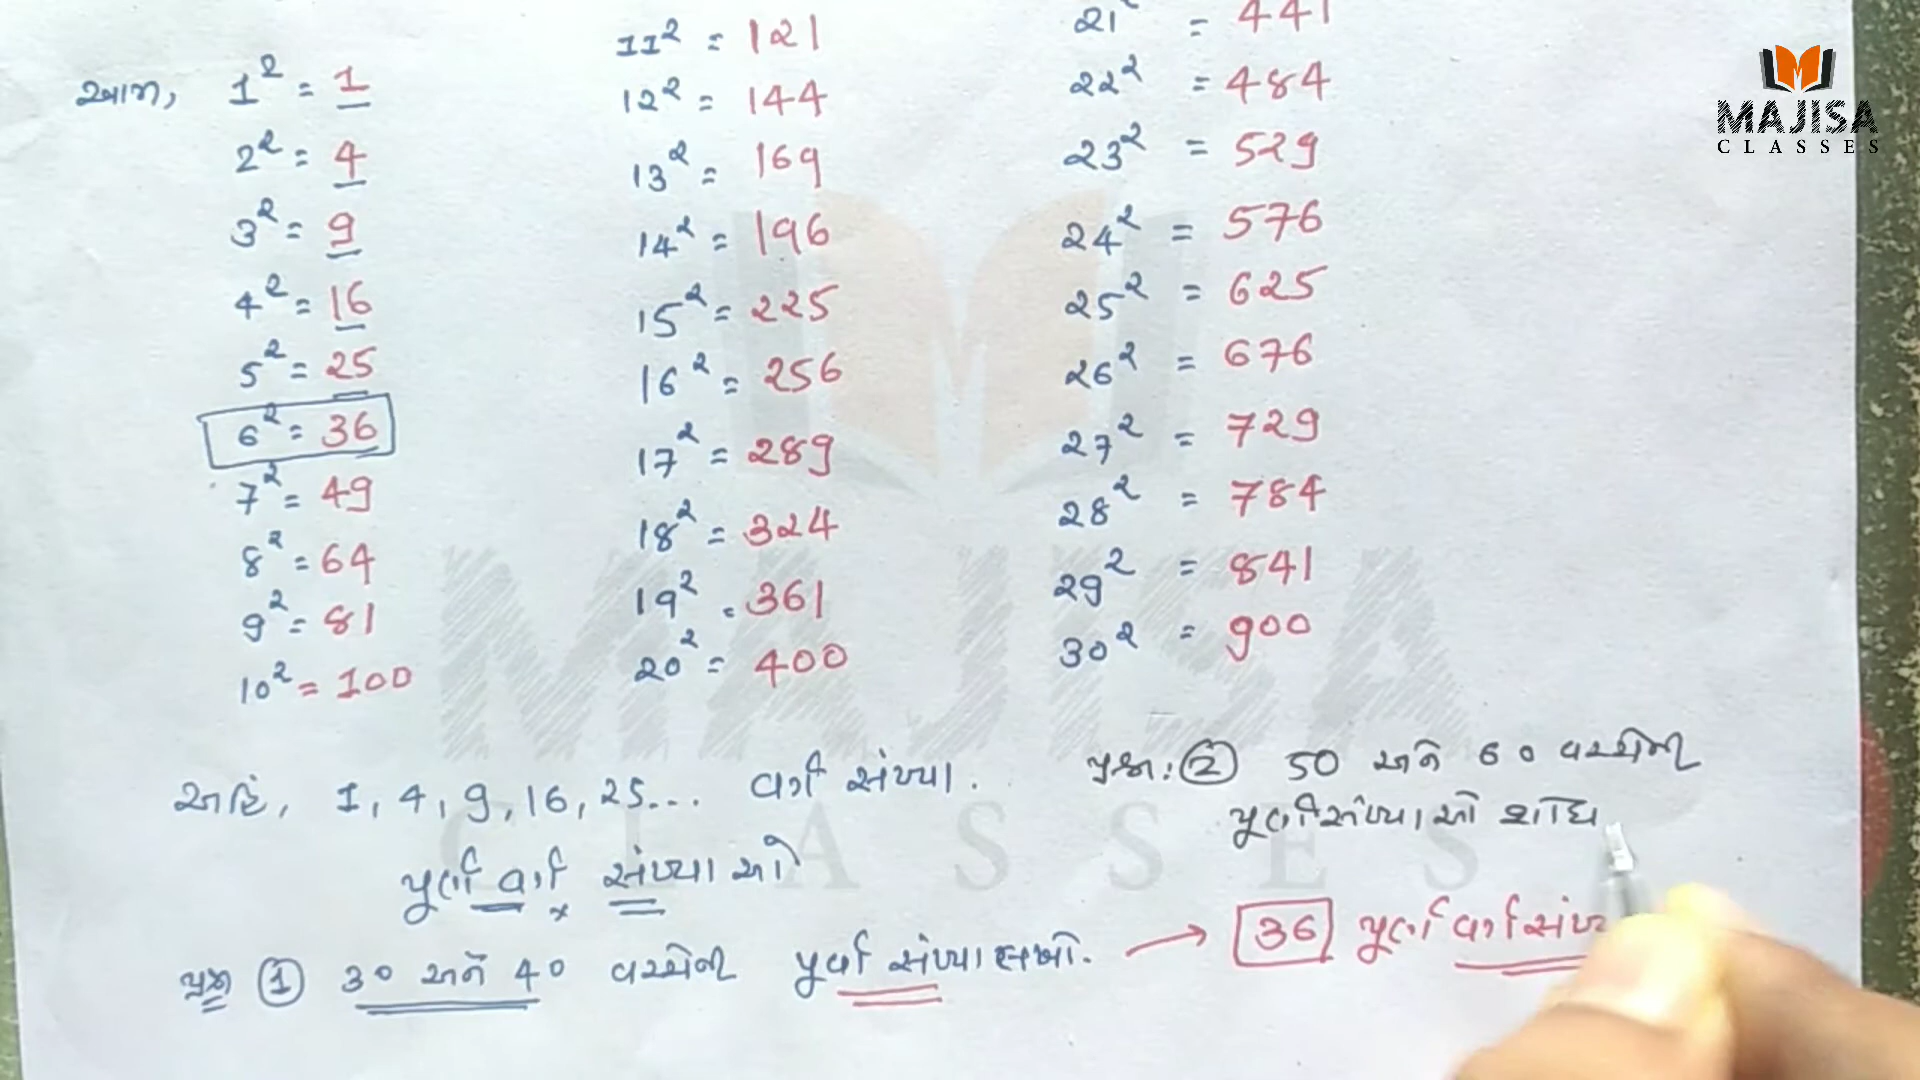 આમ, 1² = 1
2² = 4
3² = 9
4² = 16
5² = 25
6² = 36
7² = 49
8² = 64
9² = 81
10² = 100
11² = 121
12² = 144
13² = 169
14² = 196
15² = 225
16² = 256
17² = 289
18² = 324
19² = 361
20² = 400
21² = 441
22² = 484
23² = 529
24² = 576
25² = 625
26² = 676
27² = 729
28² = 784
29² = 841
30² = 900
અહિં, 1, 4, 9, 16, 25... વર્ગ સંખ્યા.
પૂર્ણ વર્ગ સંખ્યાઓ
પ્રશ્ન ① 30 અને 40 વચ્ચેની પૂર્વા સંખ્યા લખો. → 36 પૂર્ણ વર્ગ સંખ્
પ્રશ્ન: ② 50 અને 60 વચ્ચેની
પૂર્ણ સંખ્યાઓ શોધ
MAJISA
CLASSES
MAJISA
CLASSES